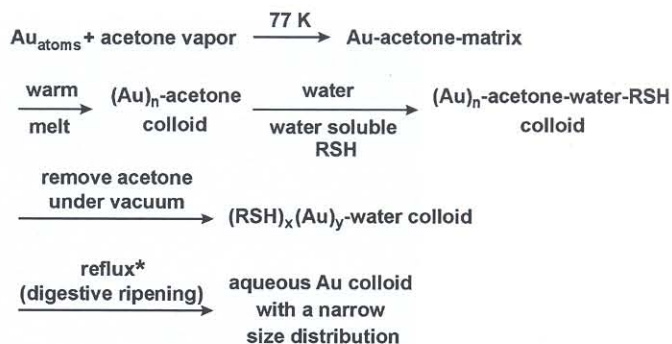 77 K
Au_atoms + acetone vapor Au-acetone-matrix
warm water
(Au)_n-acetone (Au)_n-acetone-water-RSH
melt colloid water soluble colloid
RSH
remove acetone
under vacuum
(RSH)_x(Au)_y-water colloid
reflux*
(digestive ripening) aqueous Au colloid
with a narrow
size distribution